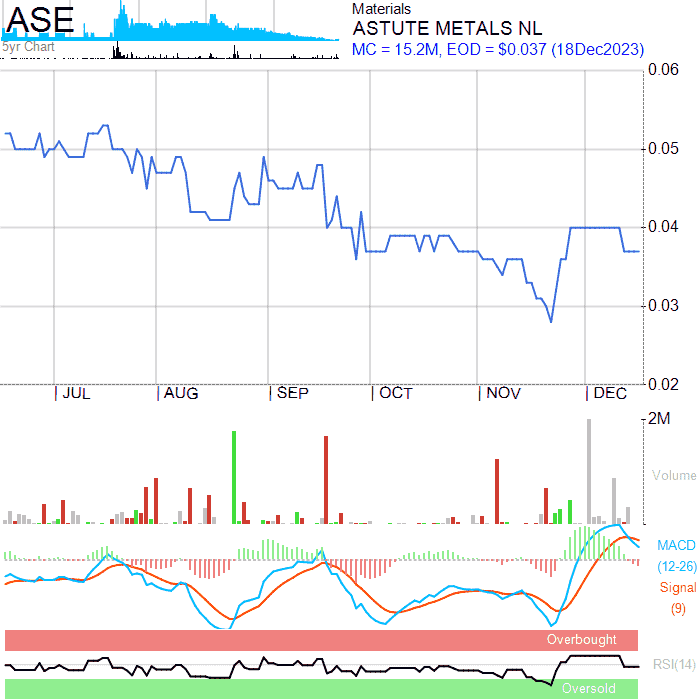 ASE
5yr Chart
Materials
ASTUTE METALS NL
MC = 15.2M, EOD = $0.037 (18Dec2023)
0.06
0.05
0.04
0.03
0.02
JUL AUG SEP OCT NOV DEC
2M
Volume
MACD
(12-26)
Signal
(9)
Overbought
RSI(14)
Oversold